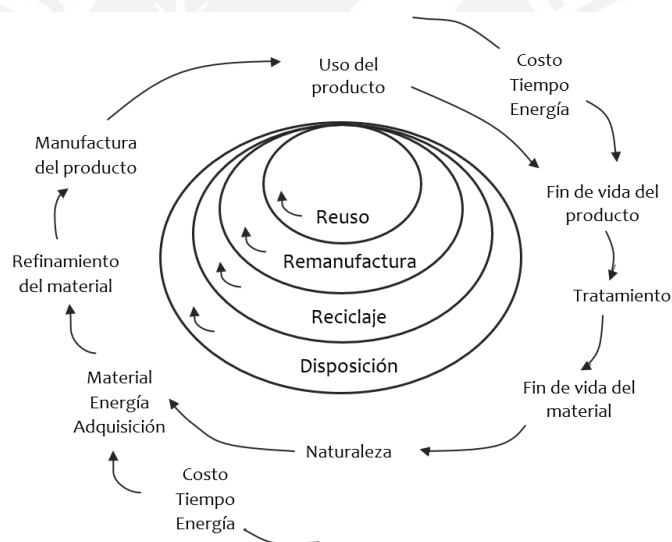 Uso del
producto
Costo
Tiempo
Energía
Manufactura
del producto
Fin de vida del
producto
Reuso
Remanufactura
Refinamiento
del material
Tratamiento
Reciclaje
Disposición
Material
Energía
Adquisición
Fin de vida del
material
Naturaleza
Costo
Tiempo
Energía